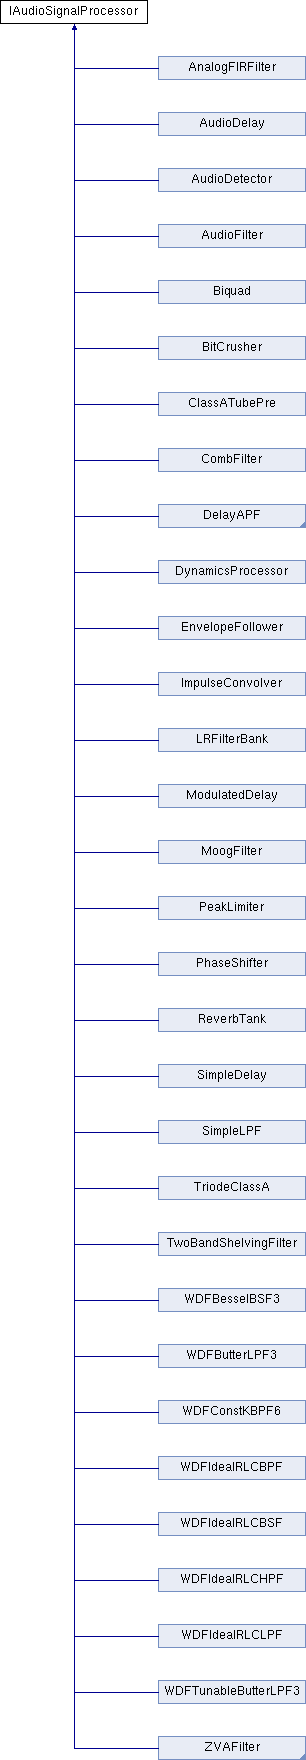 IAudioSignalProcessor
AnalogFIRFilter
AudioDelay
AudioDetector
AudioFilter
Biquad
BitCrusher
ClassATubePre
CombFilter
DelayAPF
DynamicsProcessor
EnvelopeFollower
ImpulseConvolver
LRFilterBank
ModulatedDelay
MoogFilter
PeakLimiter
PhaseShifter
ReverbTank
SimpleDelay
SimpleLPF
TriodeClassA
TwoBandShelvingFilter
WDFBesselBSF3
WDFButterLPF3
WDFConstKBPF6
WDFIdealRLCBPF
WDFIdealRLCBSF
WDFIdealRLCHPF
WDFIdealRLCLPF
WDFTunableButterLPF3
ZVAFilter